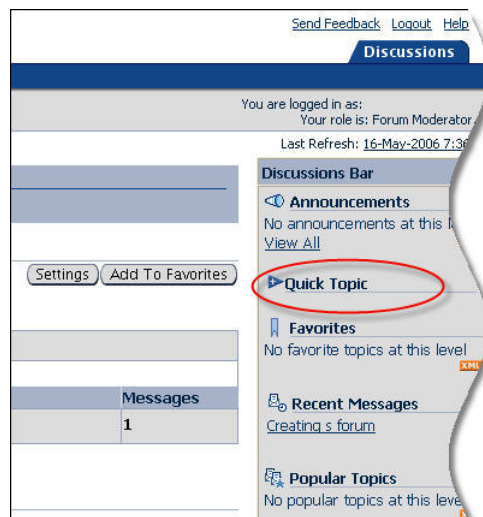 Send Feedback Logout Help
Discussions
You are logged in as:
Your role is: Forum Moderator
Last Refresh: 16-May-2006 7:36
Discussions Bar
Announcements
No announcements at this
View All
Settings Add To Favorites
Quick Topic
Favorites
No favorite topics at this level
XML
Messages
1
Recent Messages
Creating s forum
Popular Topics
No popular topics at this level